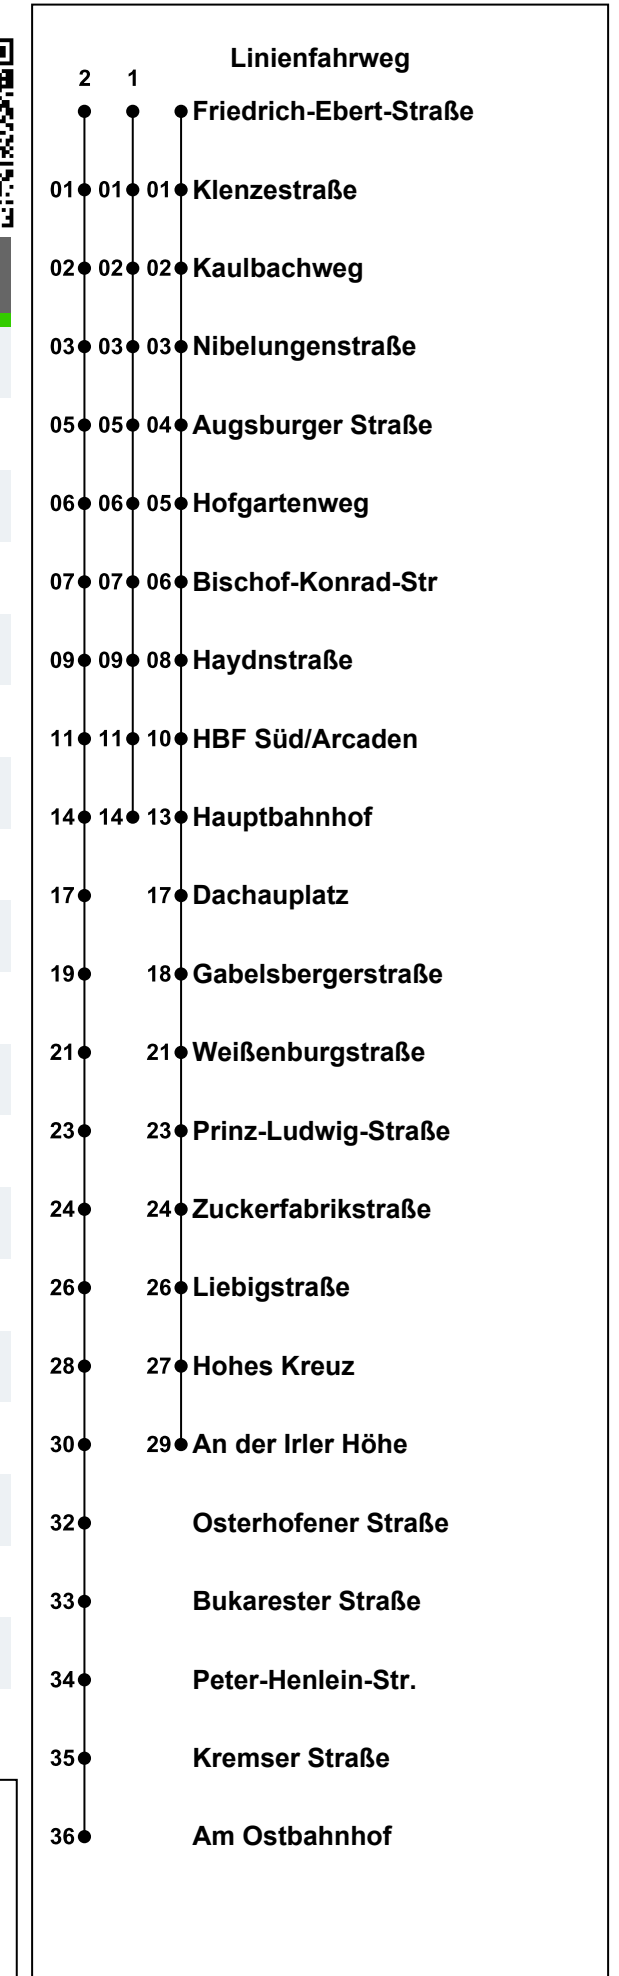 Linienfahrweg
2 1
Friedrich-Ebert-Straße
01 01 01 Klenzestraße
02 02 02 Kaulbachweg
03 03 03 Nibelungenstraße
05 05 04 Augsburger Straße
06 06 05 Hofgartenweg
07 07 06 Bischof-Konrad-Str
09 09 08 Haydnstraße
11 11 10 HBF Süd/Arcaden
14 14 13 Hauptbahnhof
17 17 Dachauplatz
19 18 Gabelsbergerstraße
21 21 Weißenburgstraße
23 23 Prinz-Ludwig-Straße
24 24 Zuckerfabrikstraße
26 26 Liebigstraße
28 27 Hohes Kreuz
30 29 An der Irler Höhe
32 Osterhofener Straße
33 Bukarester Straße
34 Peter-Henlein-Str.
35 Kremser Straße
36 Am Ostbahnhof